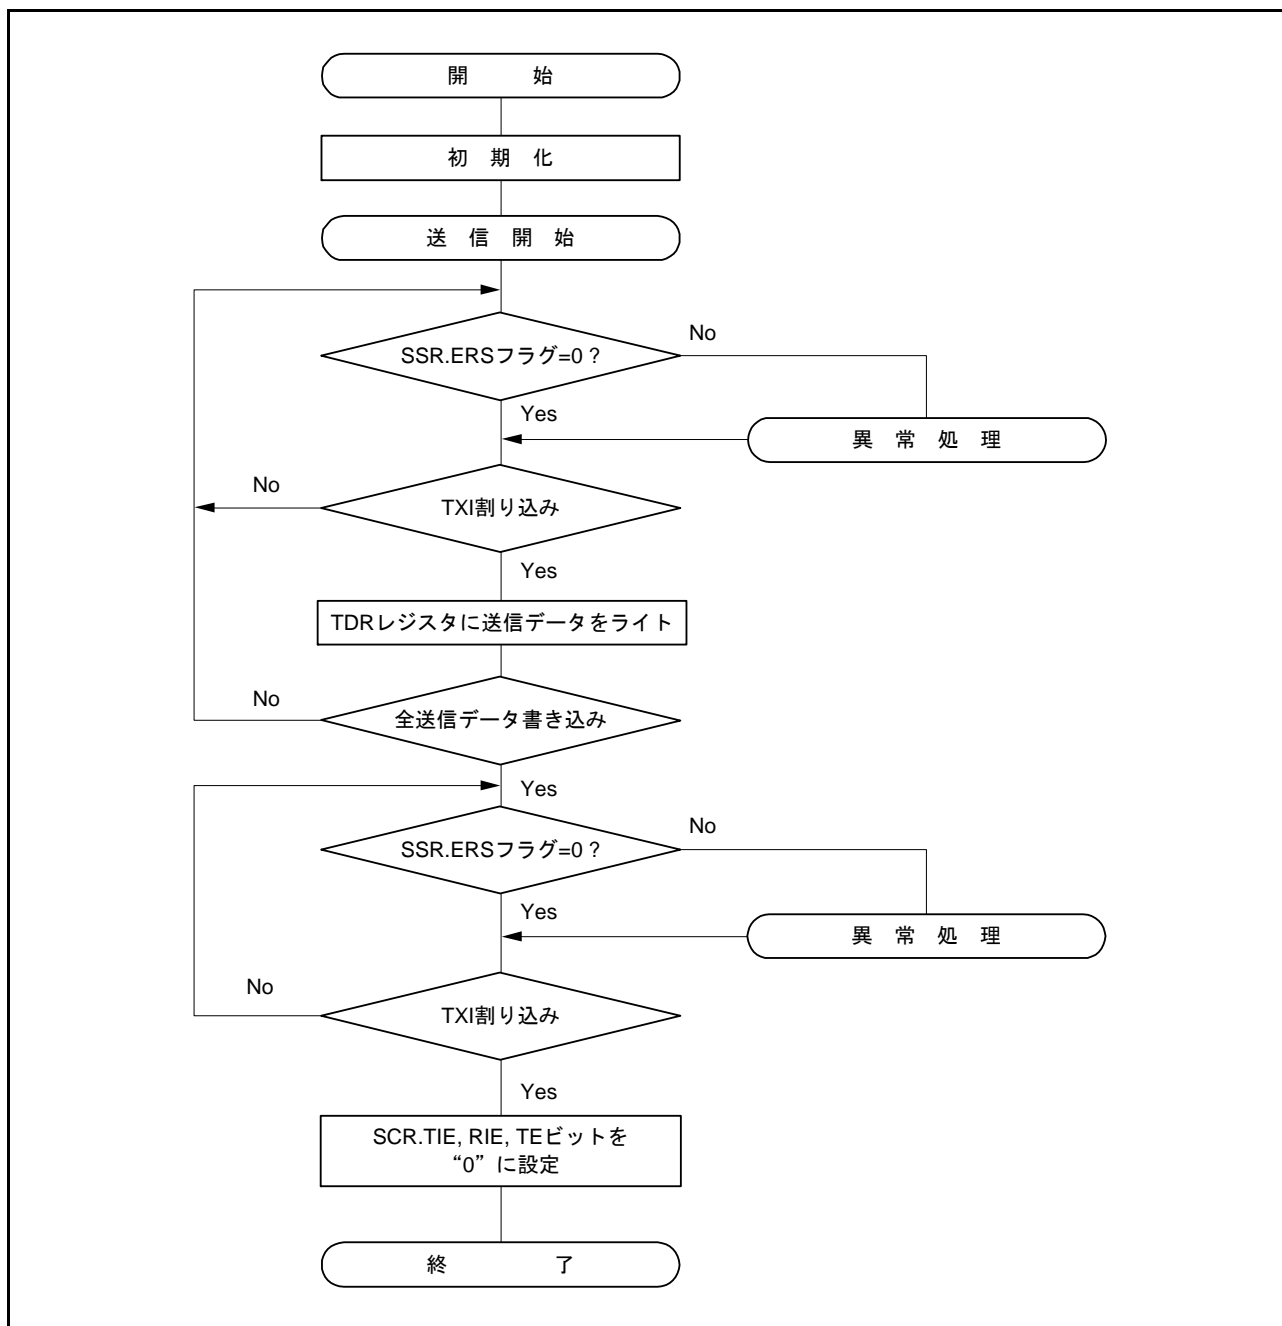 開始
初期化
送信開始
SSR.ERSフラグ=0 ?
No
Yes
異常処理
No
TXI割り込み
Yes
TDRレジスタに送信データをライト
No
全送信データ書き込み
Yes
SSR.ERSフラグ=0 ?
No
Yes
異常処理
No
TXI割り込み
Yes
SCR.TIE, RIE, TEビットを
“0”に設定
終了